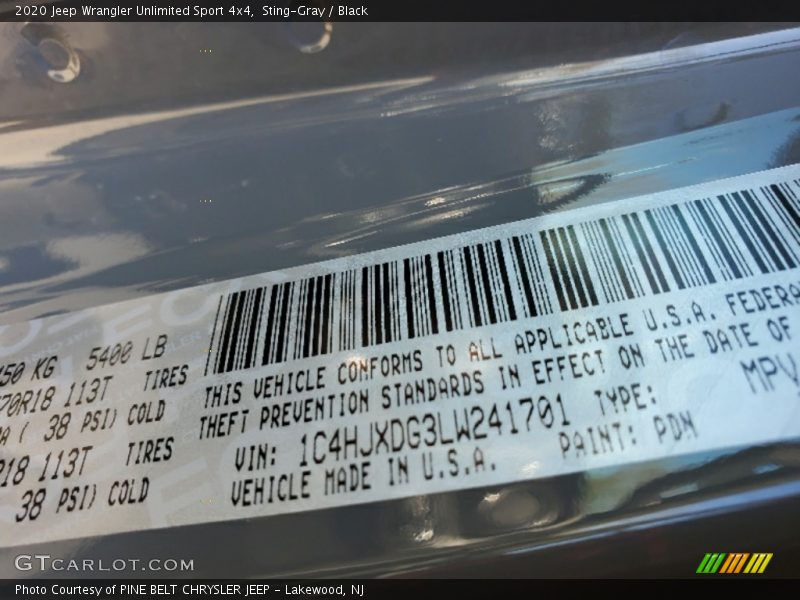 2020 Jeep Wrangler Unlimited Sport 4x4, Sting-Gray / Black
450 KG 5400 LB
70R18 113T TIRES
A ( 38 PSI) COLD
R18 113T TIRES
38 PSI) COLD
THIS VEHICLE CONFORMS TO ALL APPLICABLE U.S.A. FEDERA
THEFT PREVENTION STANDARDS IN EFFECT ON THE DATE OF
VIN: 1C4HJXDG3LW241701 TYPE: MPV
VEHICLE MADE IN U.S.A. PAINT: PDN
GTCARLOT.COM
Photo Courtesy of PINE BELT CHRYSLER JEEP - Lakewood, NJ